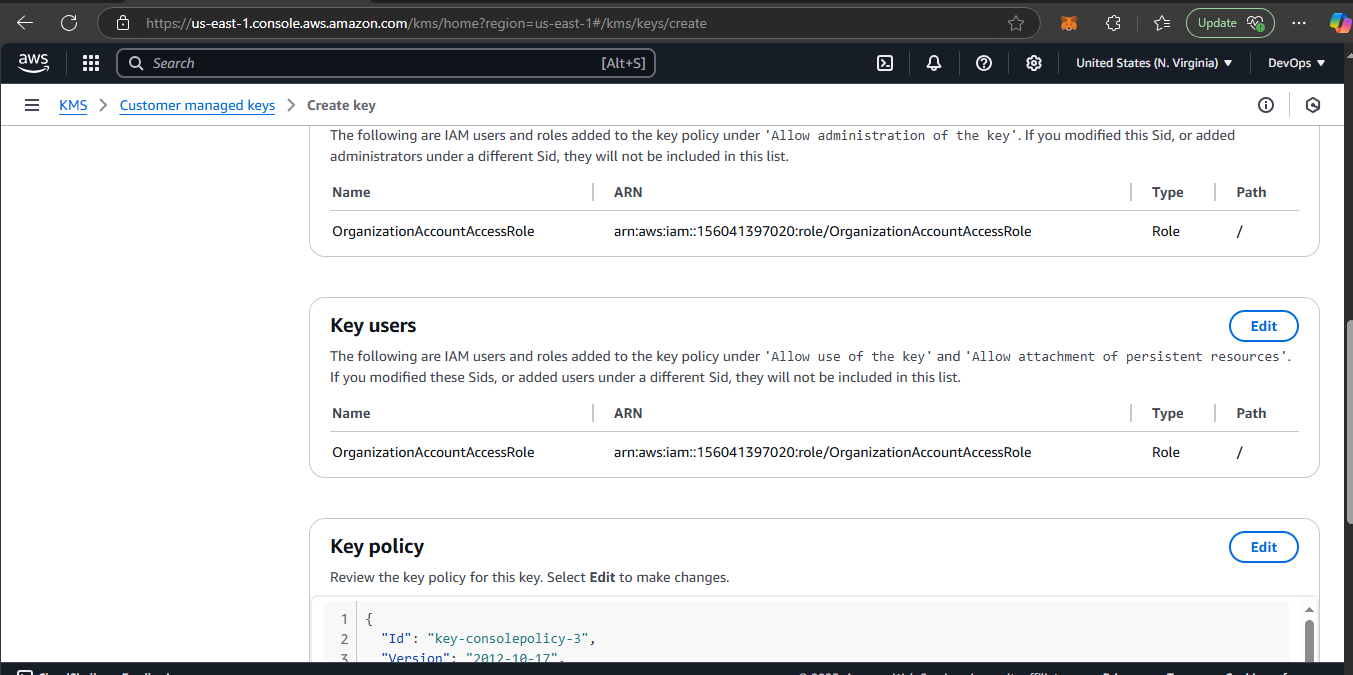 https://us-east-1.console.aws.amazon.com/kms/home?region=us-east-1#/kms/keys/create
Update
aws
Search
[Alt+S]
United States (N. Virginia) ▼
DevOps ▼
KMS > Customer managed keys > Create key
The following are IAM users and roles added to the key policy under 'Allow administration of the key'. If you modified this Sid, or added
administrators under a different Sid, they will not be included in this list.
Name ARN Type Path
OrganizationAccountAccessRole arn:aws:iam::156041397020:role/OrganizationAccountAccessRole Role /
Key users
Edit
The following are IAM users and roles added to the key policy under 'Allow use of the key' and 'Allow attachment of persistent resources'.
If you modified these Sids, or added users under a different Sid, they will not be included in this list.
Name ARN Type Path
OrganizationAccountAccessRole arn:aws:iam::156041397020:role/OrganizationAccountAccessRole Role /
Key policy
Edit
Review the key policy for this key. Select Edit to make changes.
1 {
2 "Id": "key-consolepolicy-3",
3 "Version": "2012-10-17",